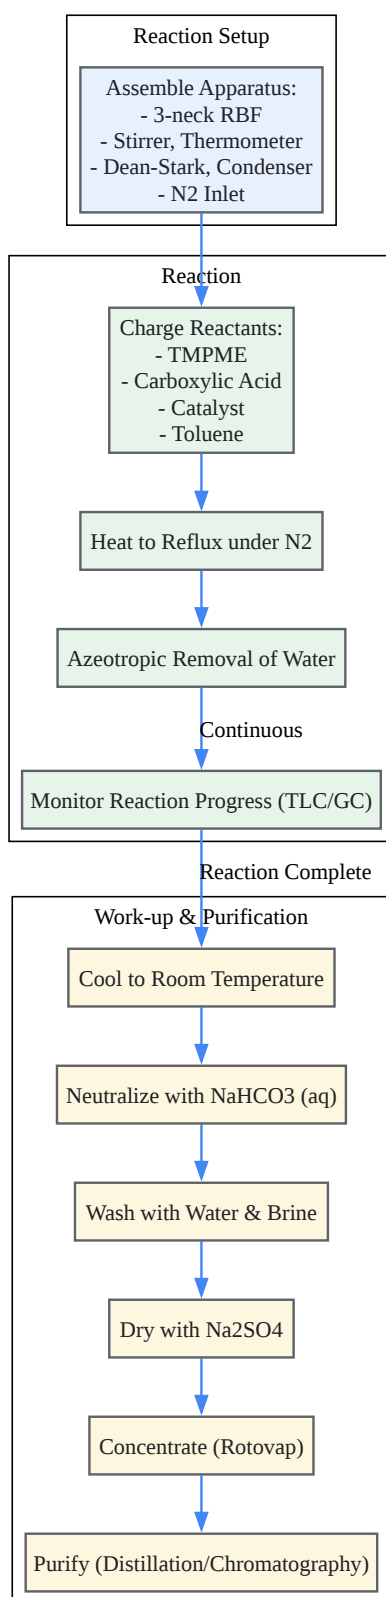 Reaction Setup
Assemble Apparatus:
- 3-neck RBF
- Stirrer, Thermometer
- Dean-Stark, Condenser
- N2 Inlet
Reaction
Charge Reactants:
- TMPME
- Carboxylic Acid
- Catalyst
- Toluene
Heat to Reflux under N2
Azeotropic Removal of Water
Continuous
Monitor Reaction Progress (TLC/GC)
Reaction Complete
Work-up & Purification
Cool to Room Temperature
Neutralize with NaHCO3 (aq)
Wash with Water & Brine
Dry with Na2SO4
Concentrate (Rotovap)
Purify (Distillation/Chromatography)